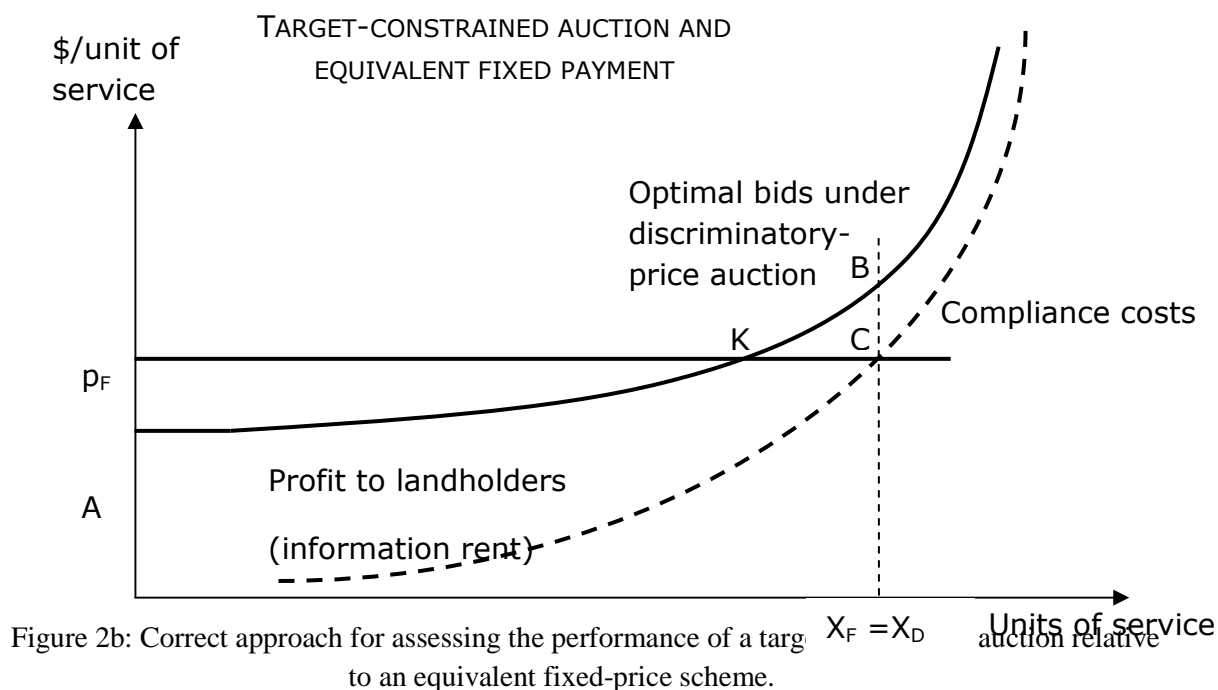 TARGET-CONSTRAINED AUCTION AND
EQUIVALENT FIXED PAYMENT
$/unit of
service
Optimal bids under
discriminatory-
price auction
B
Compliance costs
K
C
pF
Profit to landholders
A
(information rent)
XF =XD
Units of service
Figure 2b: Correct approach for assessing the performance of a auction relative
to an equivalent fixed-price scheme.